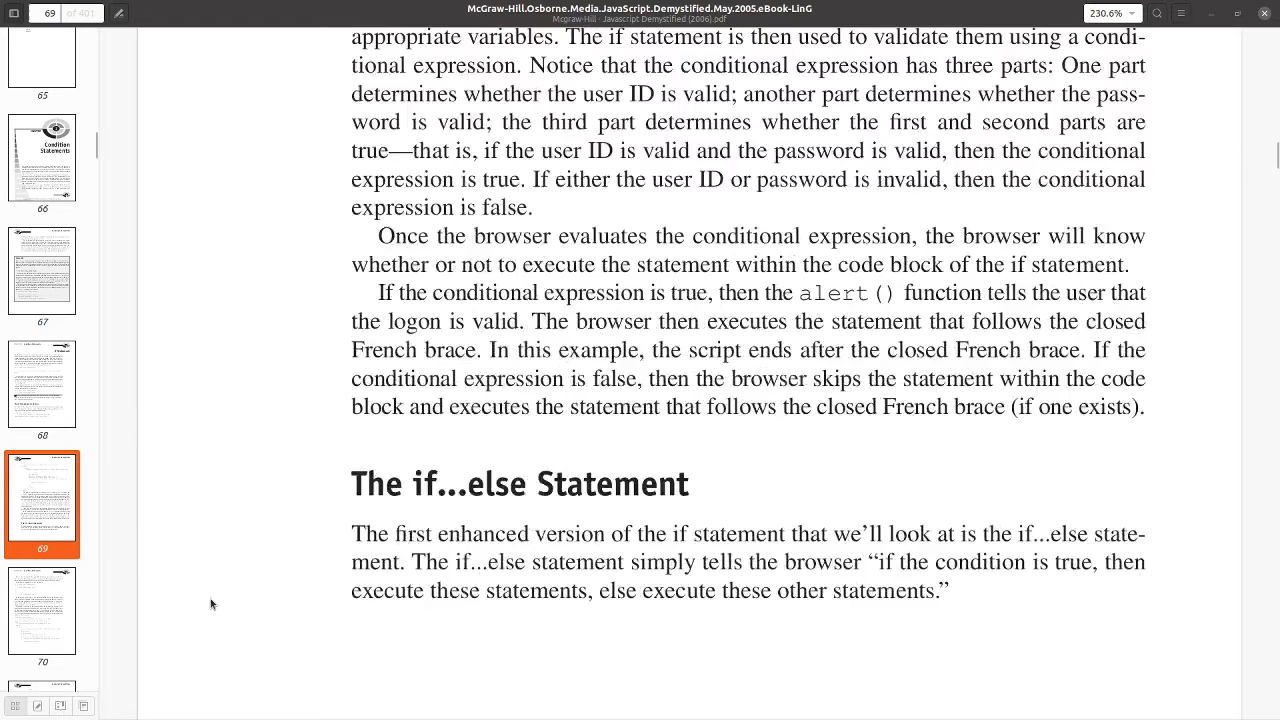 McGraw-Hill.Osborne.Media.JavaScript.Demystified.May.2005.eBook-LinG
Mcgraw-Hill - Javascript Demystified (2006).pdf
69 of 401
230.6%
65
Condition
Statements
66
67
68
69
70
appropriate variables. The if statement is then used to validate them using a condi-
tional expression. Notice that the conditional expression has three parts: One part
determines whether the user ID is valid; another part determines whether the pass-
word is valid; the third part determines whether the first and second parts are
true—that is, if the user ID is valid and the password is valid, then the conditional
expression is true. If either the user ID or password is invalid, then the conditional
expression is false.
Once the browser evaluates the conditional expression, the browser will know
whether or not to execute the statement within the code block of the if statement.
If the conditional expression is true, then the alert() function tells the user that
the logon is valid. The browser then executes the statement that follows the closed
French brace. In this example, the script ends after the closed French brace. If the
conditional expression is false, then the browser skips the statement within the code
block and executes the statement that follows the closed French brace (if one exists).
The if...else Statement
The first enhanced version of the if statement that we’ll look at is the if...else state-
ment. The if...else statement simply tells the browser “if the condition is true, then
execute those statements, else execute these other statements.”